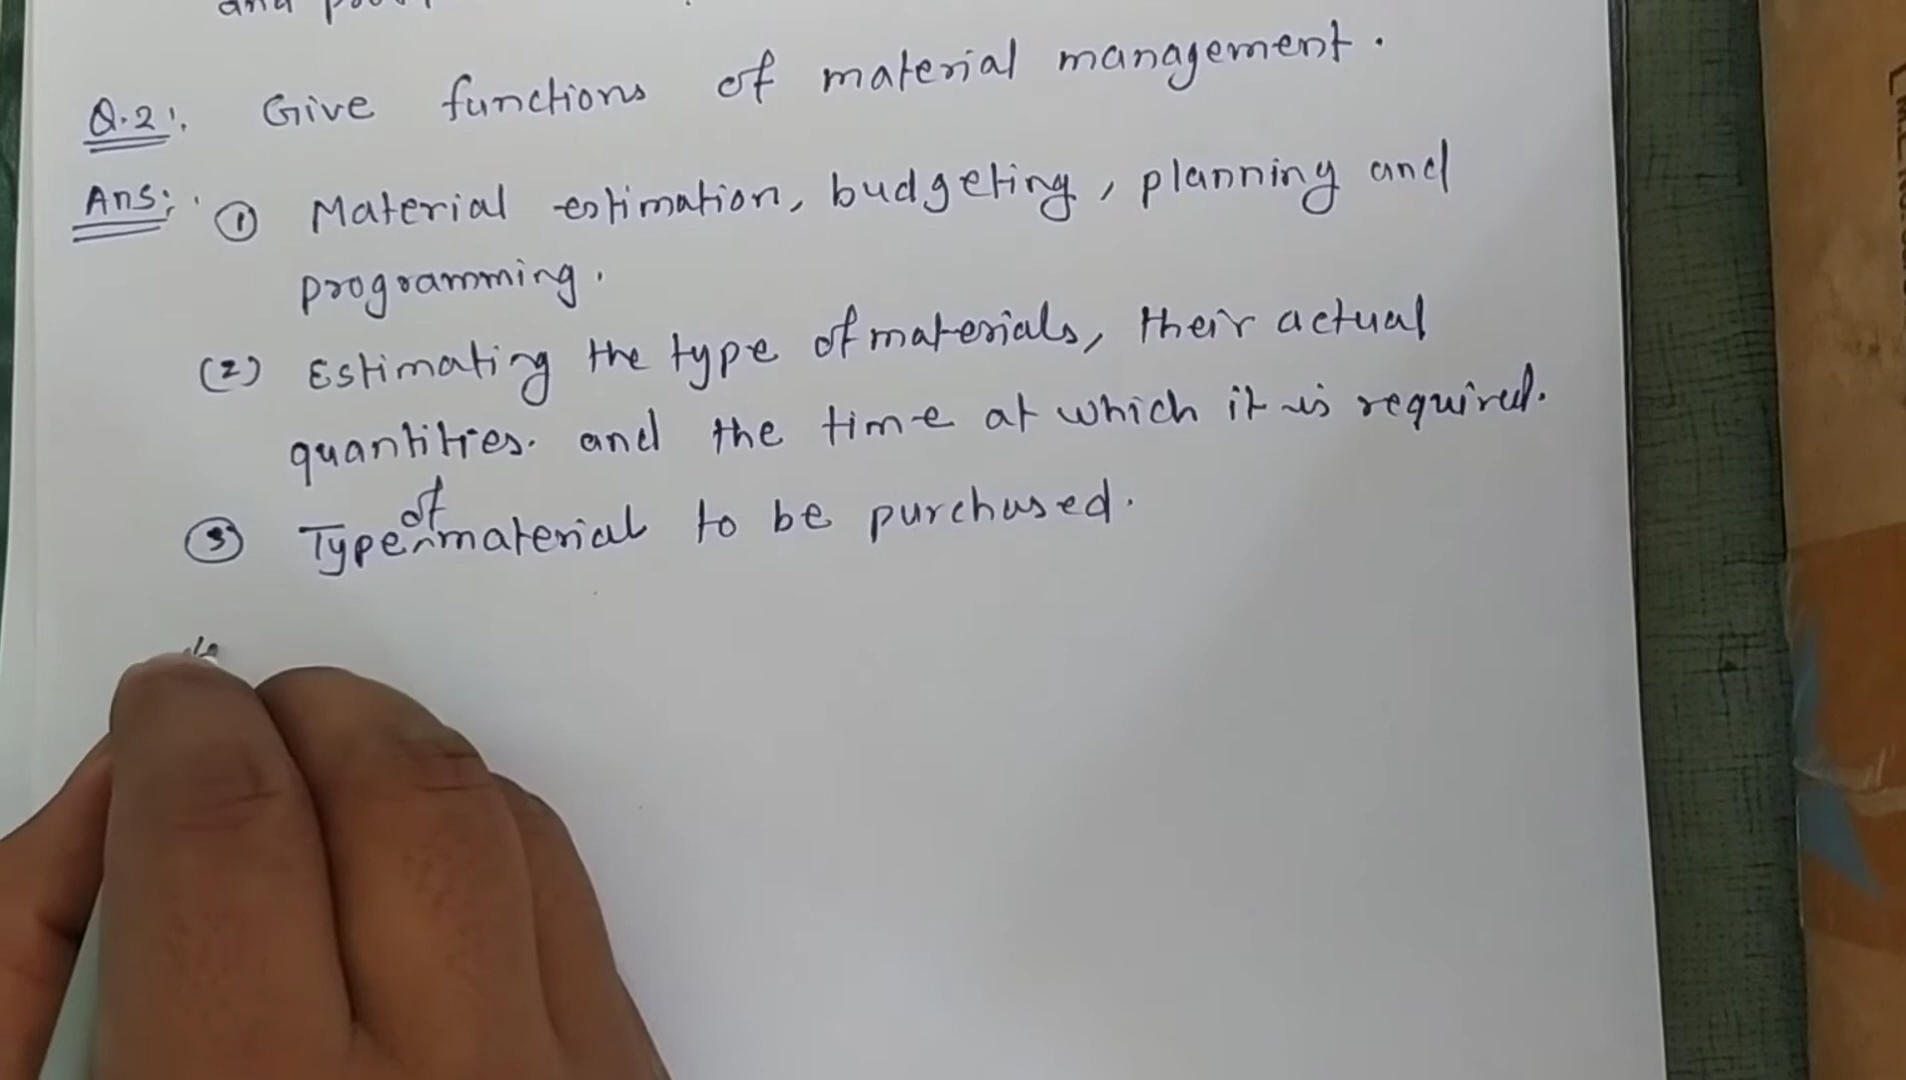 and
Q.2:. Give functions of material management.
Ans:. ① Material estimation, budgeting, planning and
programming.
(2) Estimating the type of materials, their actual
quantities. and the time at which it is required.
③ Type of material to be purchased.